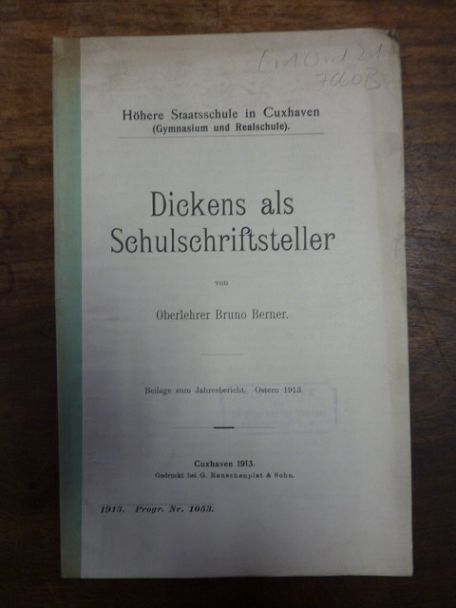 Höhere Staatsschule in Cuxhaven
(Gymnasium und Realschule).
Dickens als
Schulschriftsteller
von
Oberlehrer Bruno Berner.
Beilage zum Jahresbericht. Ostern 1913.
Cuxhaven 1913.
Gedruckt bei G. Rauschenplat & Sohn.
1913. Progr. Nr. 1053.